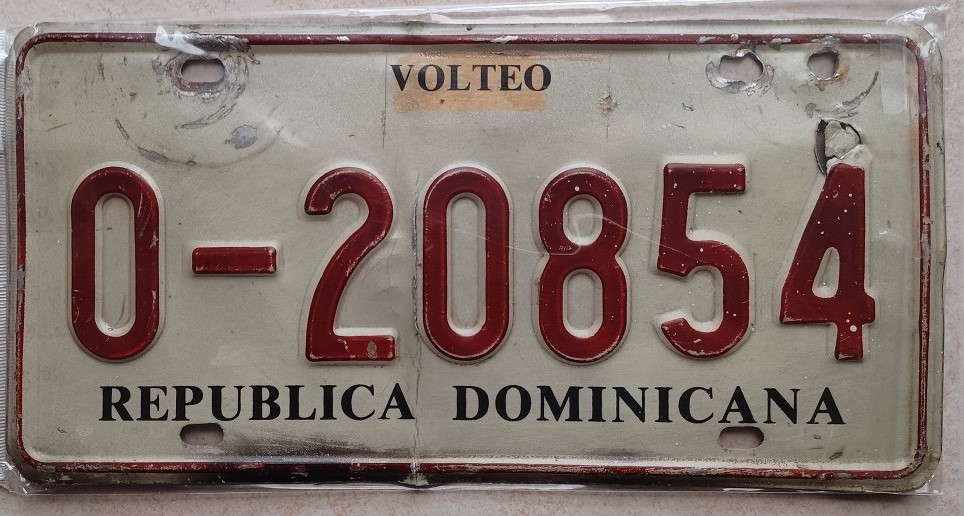 VOLTEO
0-20854
REPUBLICA DOMINICANA